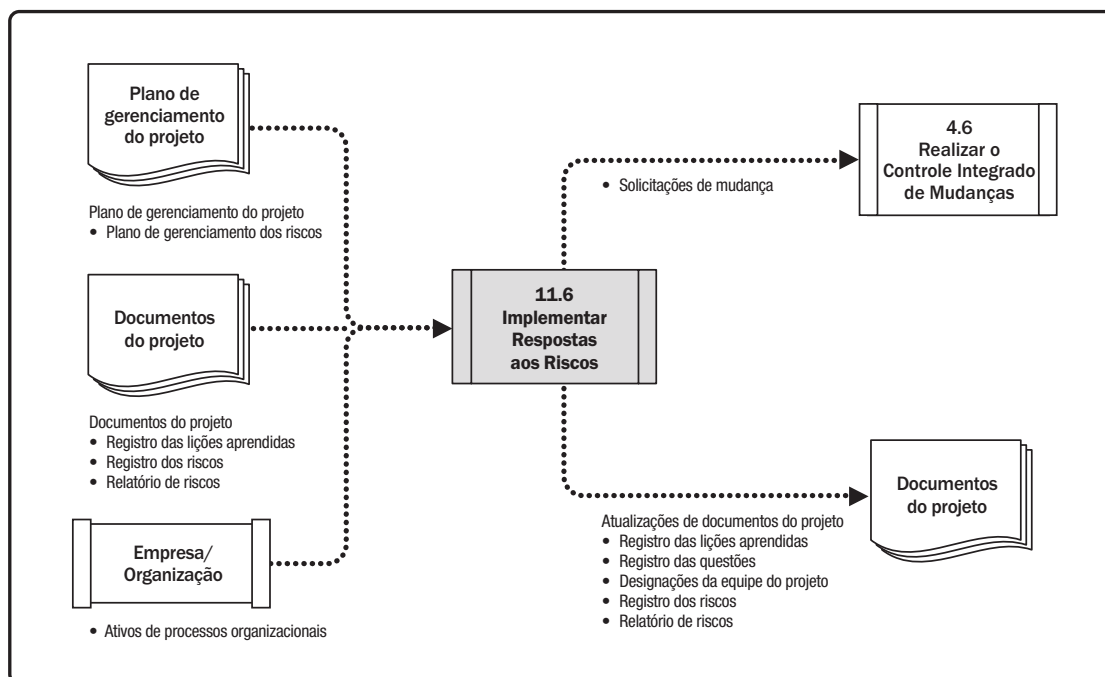 Plano de
gerenciamento
do projeto
Plano de gerenciamento do projeto
• Plano de gerenciamento dos riscos
Documentos
do projeto
Documentos do projeto
• Registro das lições aprendidas
• Registro dos riscos
• Relatório de riscos
Empresa/
Organização
• Ativos de processos organizacionais
11.6
Implementar
Respostas
aos Riscos
• Solicitações de mudança
4.6
Realizar o
Controle Integrado
de Mudanças
Documentos
do projeto
Atualizações de documentos do projeto
• Registro das lições aprendidas
• Registro das questões
• Designações da equipe do projeto
• Registro dos riscos
• Relatório de riscos